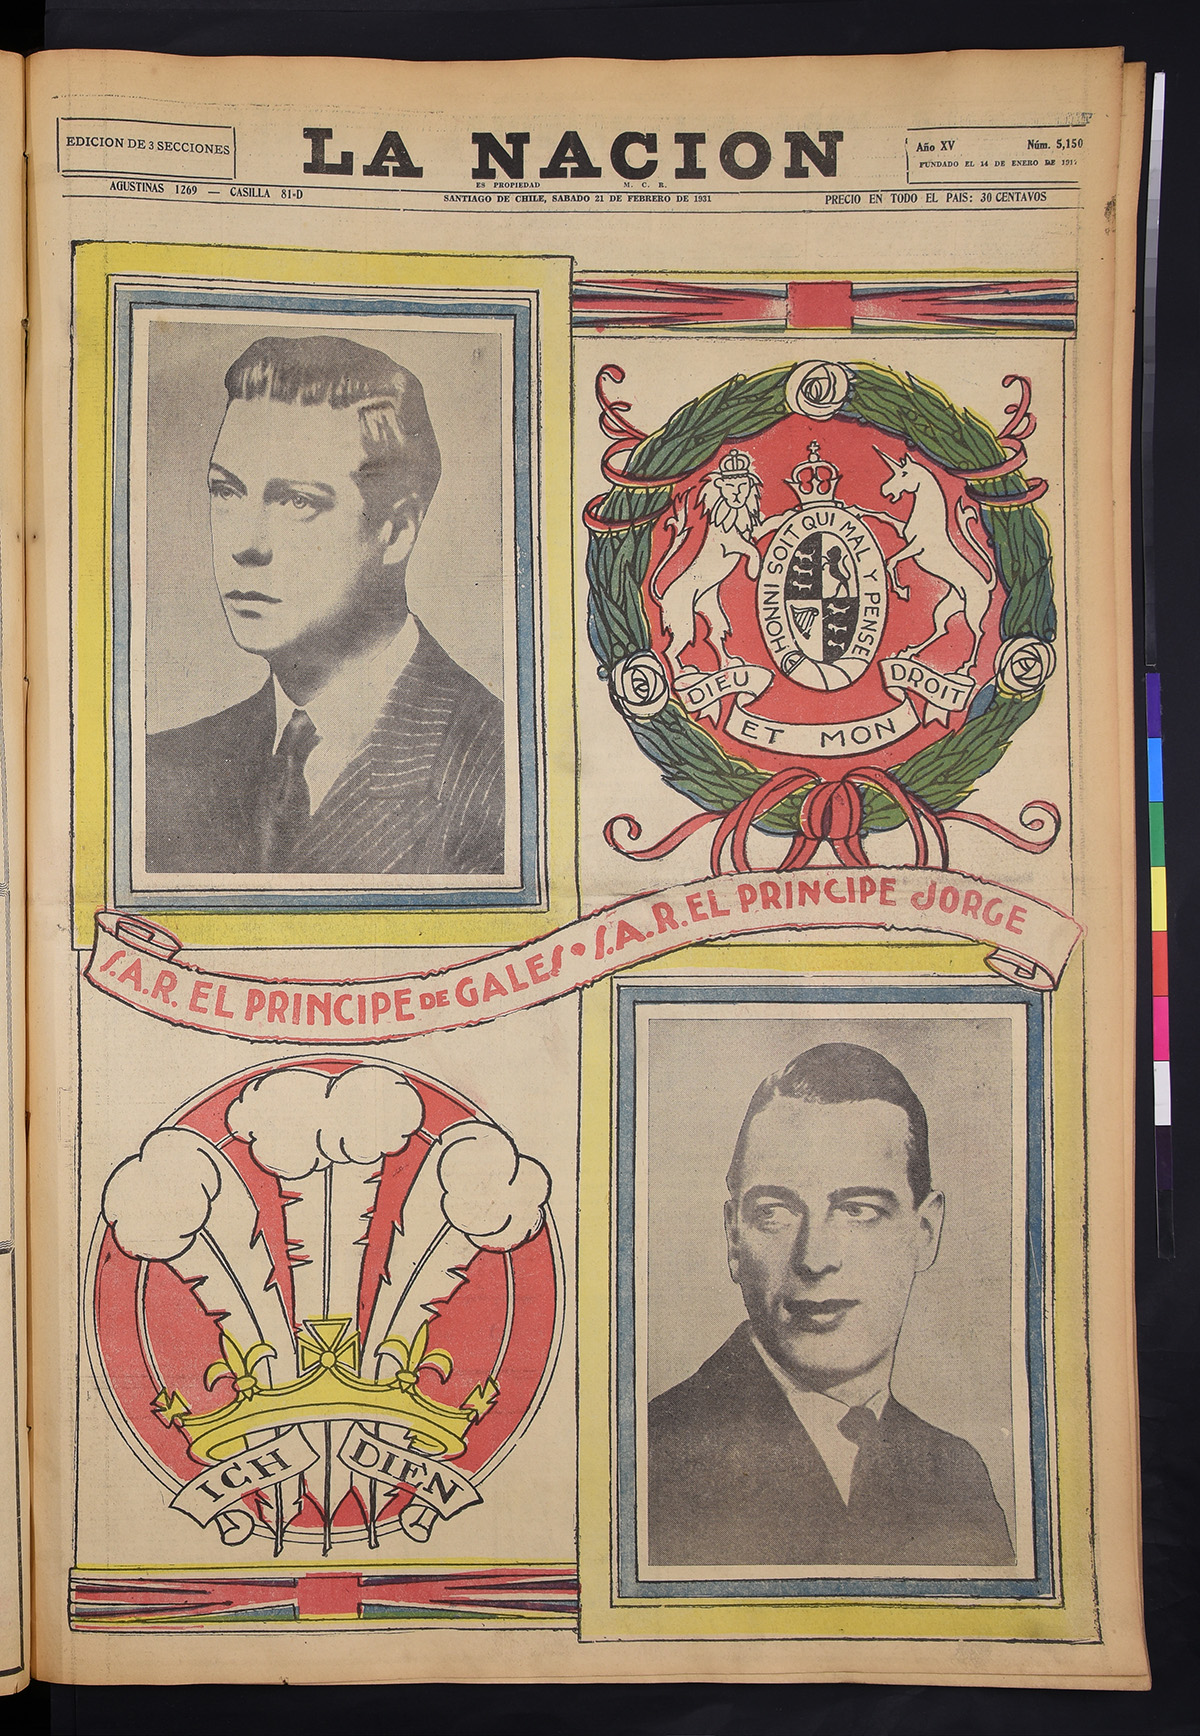 EDICION DE 3 SECCIONES
LA NACION
Año XV Núm. 5,150
FUNDADO EL 14 DE ENERO DE
AGUSTINAS 1269 — CASILLA 81-D
ES PROPIEDAD M. C. R.
SANTIAGO DE CHILE, SABADO 21 DE FEBRERO DE 1931
PRECIO EN TODO EL PAIS: 30 CENTAVOS
HONNI SOIT QUI MAL Y PENSE
DIEU ET MON DROIT
S.A.R. EL PRINCIPE DE GALES • S.A.R. EL PRINCIPE JORGE
ICH DIEN